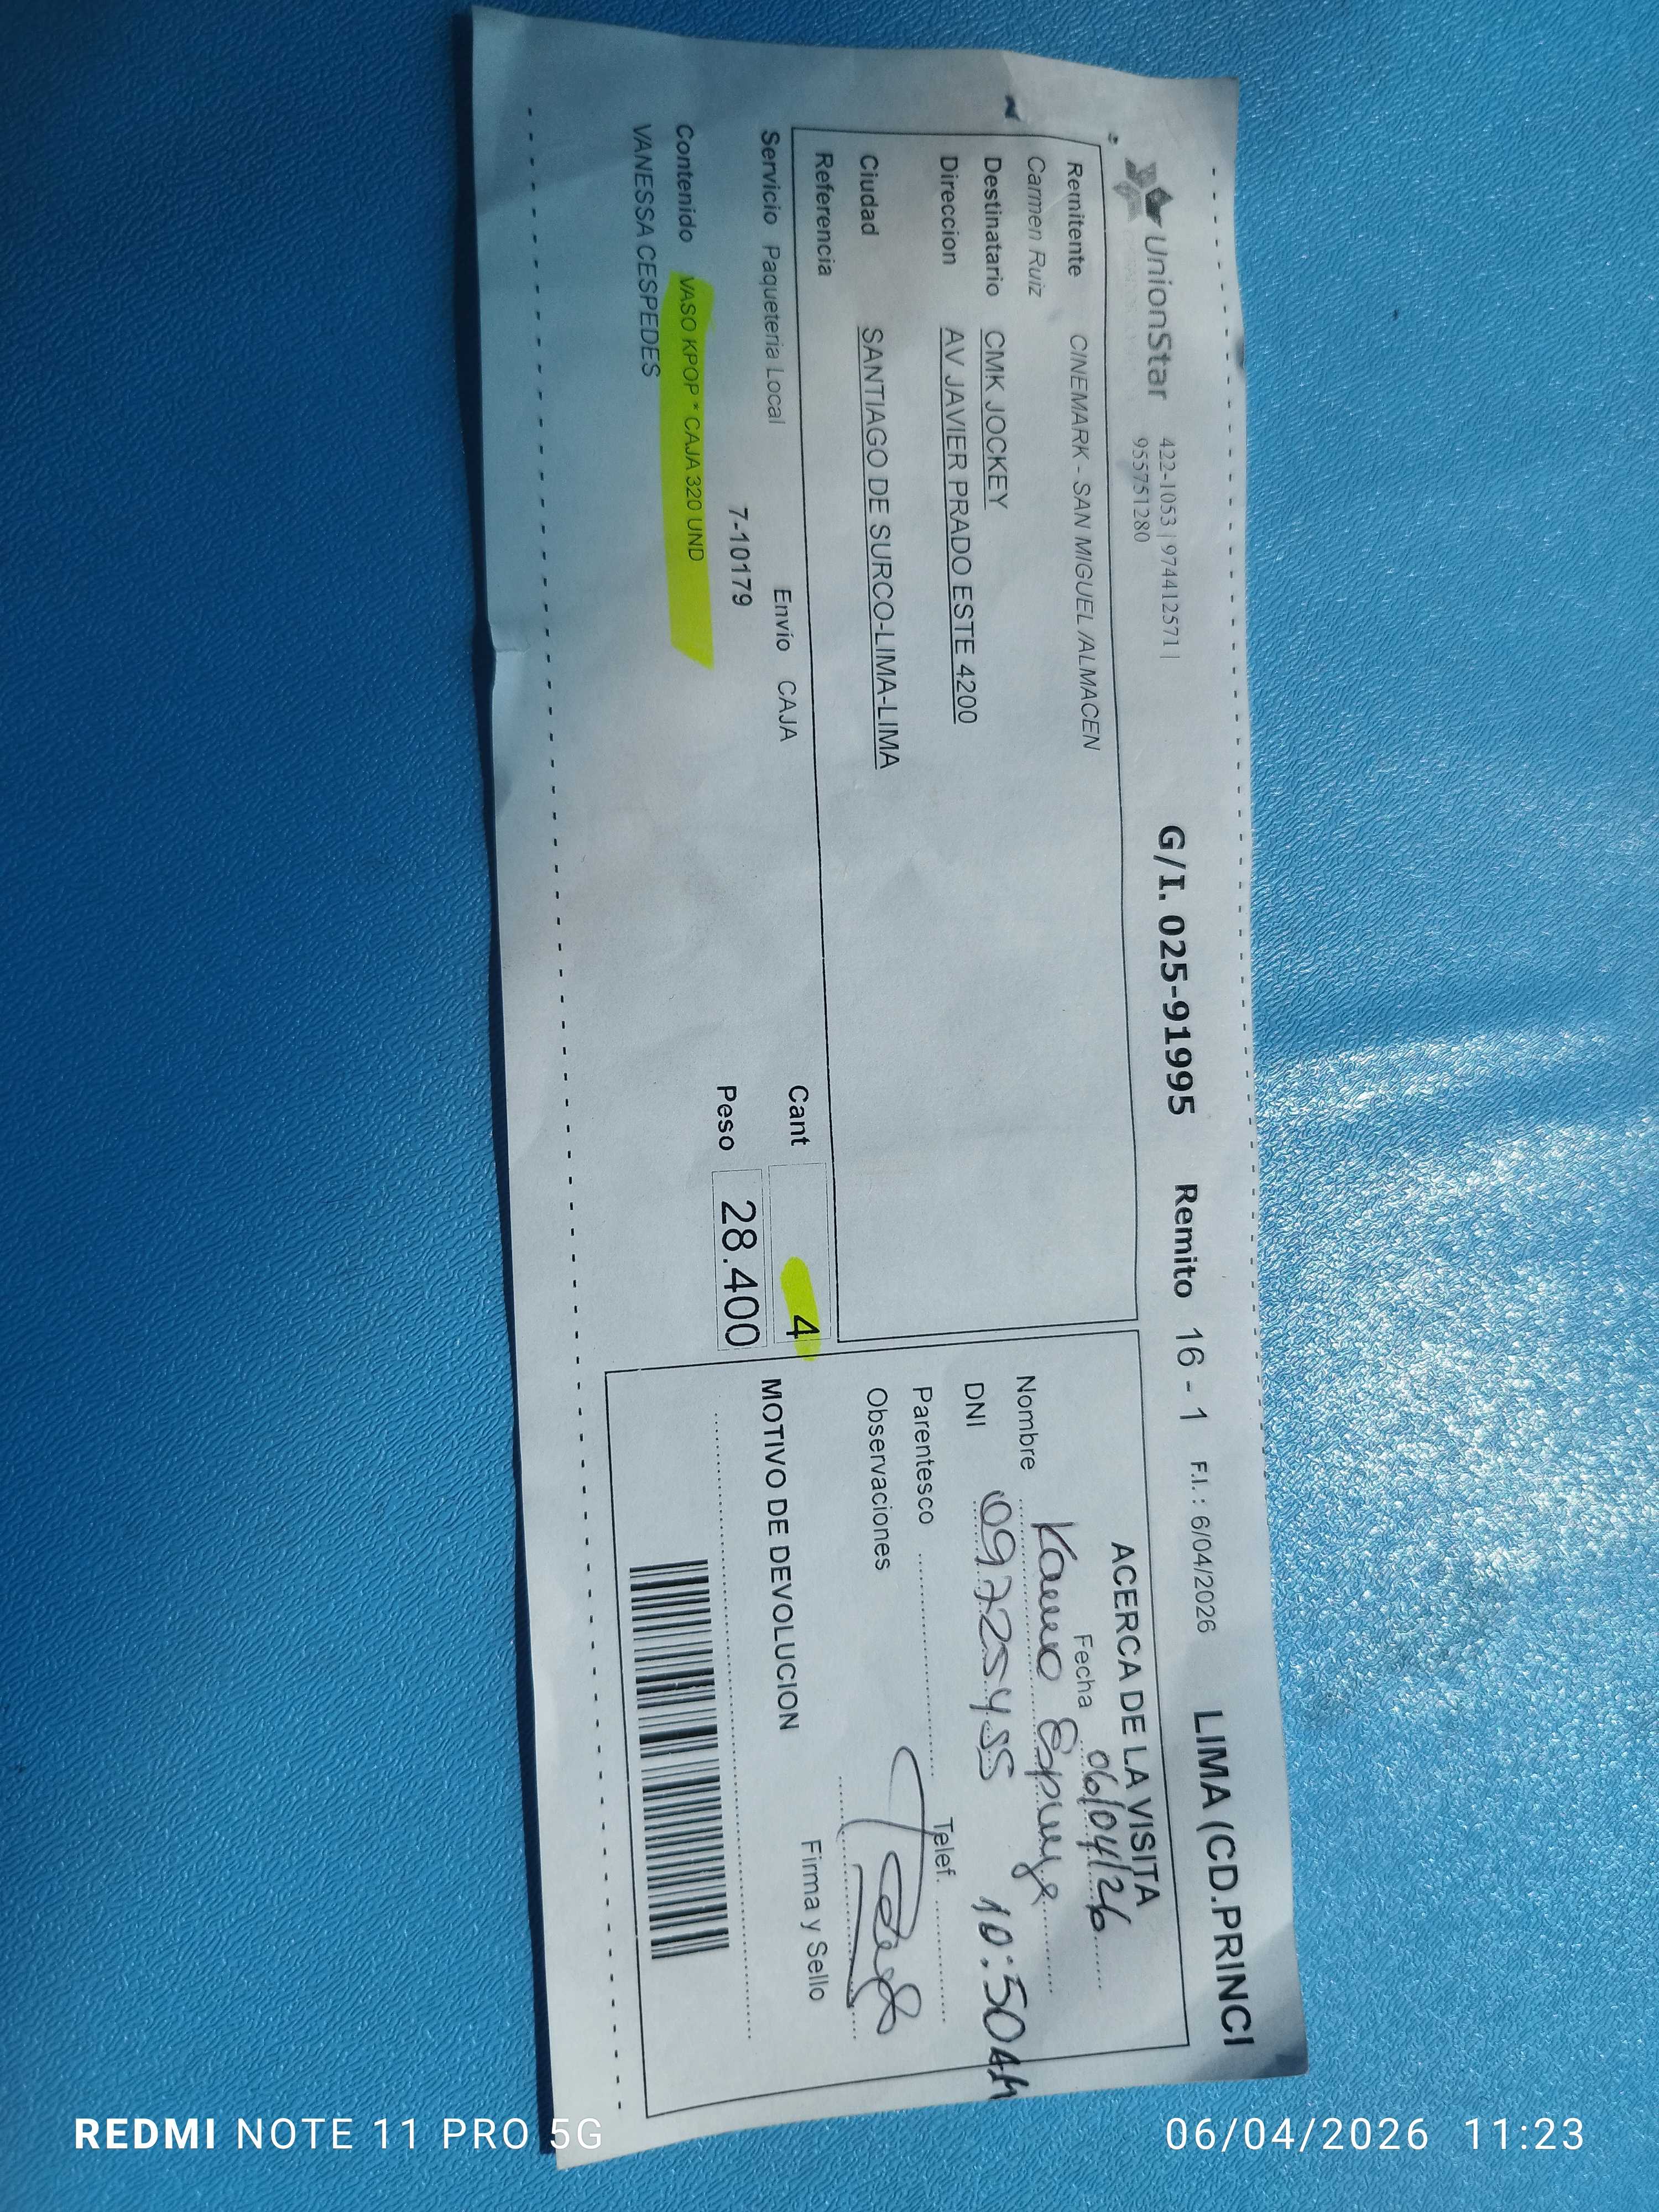 UnionStar 422-1053 | 974412571 |
955751280
G/I. 025-91995 Remito 16 - 1 F.I. : 6/04/2026 LIMA (CD.PRINCI
Remitente CINEMARK - SAN MIGUEL /ALMACEN
Carmen Ruiz
Destinatario CMK JOCKEY
Direccion AV JAVIER PRADO ESTE 4200
Ciudad SANTIAGO DE SURCO-LIMA-LIMA
Referencia
Servicio Paqueteria Local Envio CAJA Cant 4
7-10179 Peso 28.400
Contenido VASO KPOP * CAJA 320 UND
VANESSA CESPEDES
ACERCA DE LA VISITA
Fecha 06/04/26
Nombre
DNI 09725455 10:50AM
Parentesco Telef.
Observaciones
Firma y Sello
MOTIVO DE DEVOLUCION
REDMI NOTE 11 PRO 5G
06/04/2026 11:23